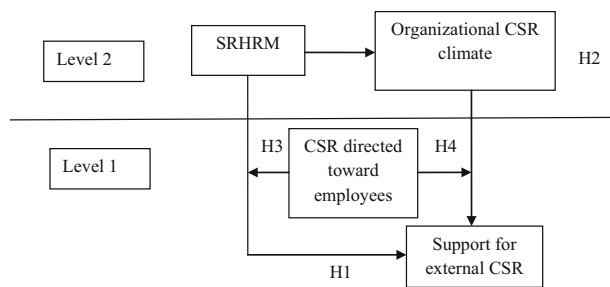 SRHRM
Organizational CSR
climate
Level 2
H2
H3
CSR directed
toward
employees
H4
Level 1
Support for
external CSR
H1